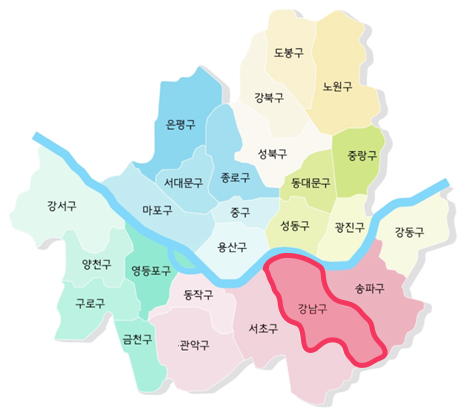 도봉구
노원구
강북구
은평구
성북구
중랑구
종로구
서대문구
동대문구
강서구
마포구
중구
성동구
광진구
강동구
용산구
양천구
영등포구
동작구
송파구
구로구
강남구
서초구
금천구
관악구